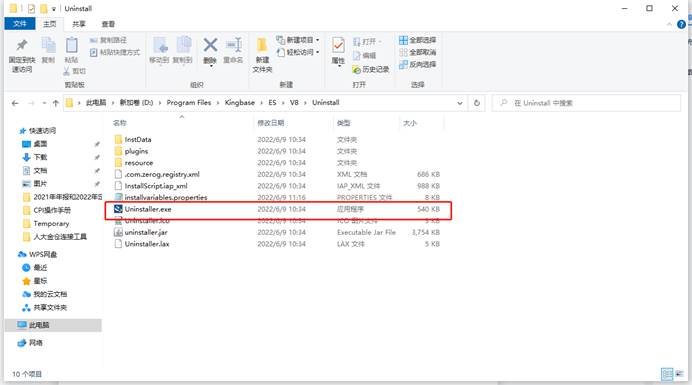 Uninstall
文件 主页 共享 查看
固定到快速访问 复制 粘贴 复制路径 粘贴快捷方式 剪切 剪贴板
移动到 复制到 删除 重命名 组织
新建项目 轻松访问 新建文件夹 新建
属性 打开 编辑 历史记录 打开
全部选择 全部取消 反向选择 选择
此电脑 > 新加卷 (D:) > Program Files > Kingbase > ES > V8 > Uninstall
在 Uninstall 中搜索
名称 修改日期 类型 大小
InstData 2022/6/9 10:34 文件夹
plugins 2022/6/9 10:34 文件夹
resource 2022/6/9 10:34 文件夹
.com.zerog.registry.xml 2022/6/9 10:34 XML 文档 686 KB
InstallScript.iap_xml 2022/6/9 10:34 IAP_XML 文件 988 KB
installvariables.properties 2022/6/9 11:16 PROPERTIES 文件 8 KB
Uninstaller.exe 2022/6/9 10:34 应用程序 540 KB
Uninstaller.ico 2022/6/9 10:34 ICO 图片文件 KB
uninstaller.jar 2022/6/9 10:34 Executable Jar File 3,754 KB
Uninstaller.lax 2022/6/9 10:34 LAX 文件 5 KB
快速访问
桌面
下载
文档
图片
2021年年报和2022年定
CPI操作手册
Temporary
人大金仓连接工具
WPS网盘
最近
星标
我的云文档
共享文件夹
此电脑
网络
10 个项目